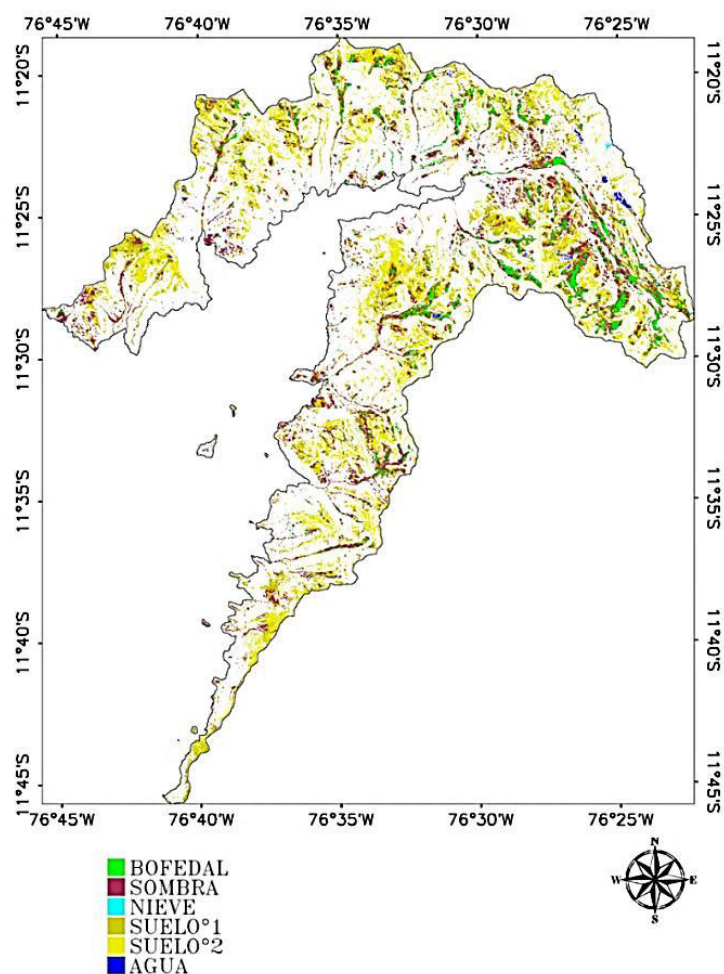 76°45'W 76°40'W 76°35'W 76°30'W 76°25'W
11°20'S 11°20'S
11°25'S 11°25'S
11°30'S 11°30'S
11°35'S 11°35'S
11°40'S 11°40'S
11°45'S 11°45'S
76°45'W 76°40'W 76°35'W 76°30'W 76°25'W
BOFEDAL
SOMBRA
NIEVE
SUELO°1
SUELO°2
AGUA
N
W E
S